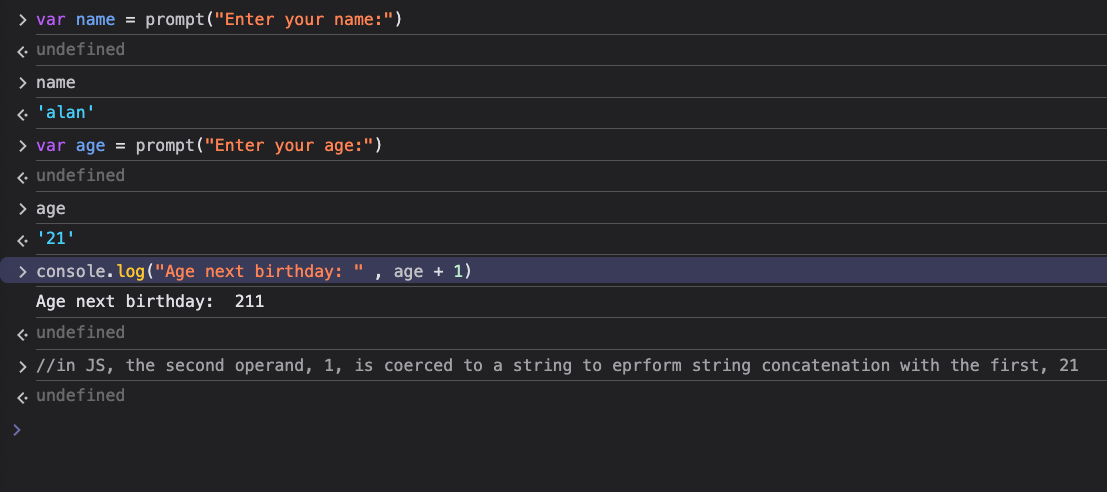 > var name = prompt("Enter your name:")
undefined
> name
'alan'
> var age = prompt("Enter your age:")
undefined
> age
'21'
> console.log("Age next birthday: " , age + 1)
Age next birthday:  211
undefined
> //in JS, the second operand, 1, is coerced to a string to eprform string concatenation with the first, 21
undefined
>